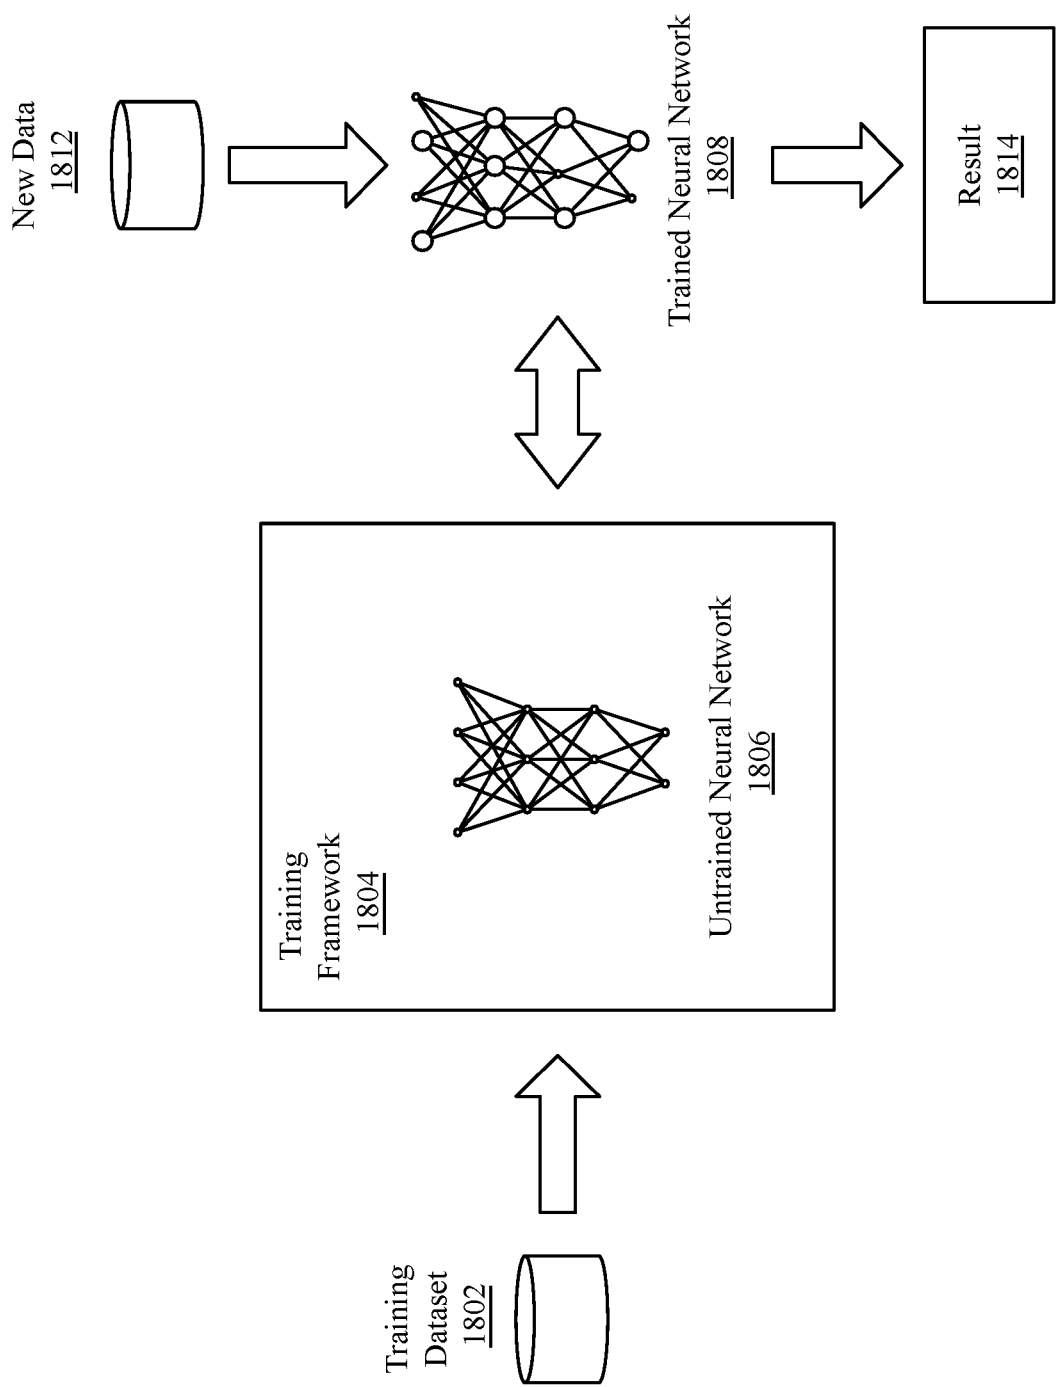 Training
Dataset
1802
Training
Framework
1804
Untrained Neural Network
1806
New Data
1812
Trained Neural Network
1808
Result
1814